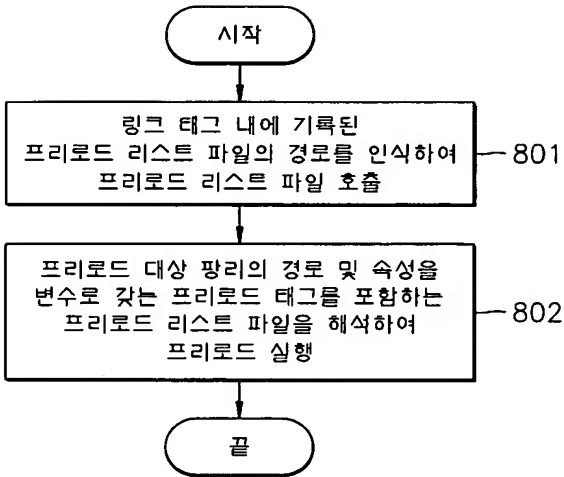 시작
링크 태그 내에 기록된
프리로드 리스트 파일의 경로를 인식하여
프리로드 리스트 파일 호출
801
프리로드 대상 팡리의 경로 및 속성을
변수로 갖는 프리로드 태그를 포함하는
프리로드 리스트 파일을 해석하여
프리로드 실행
802
끝